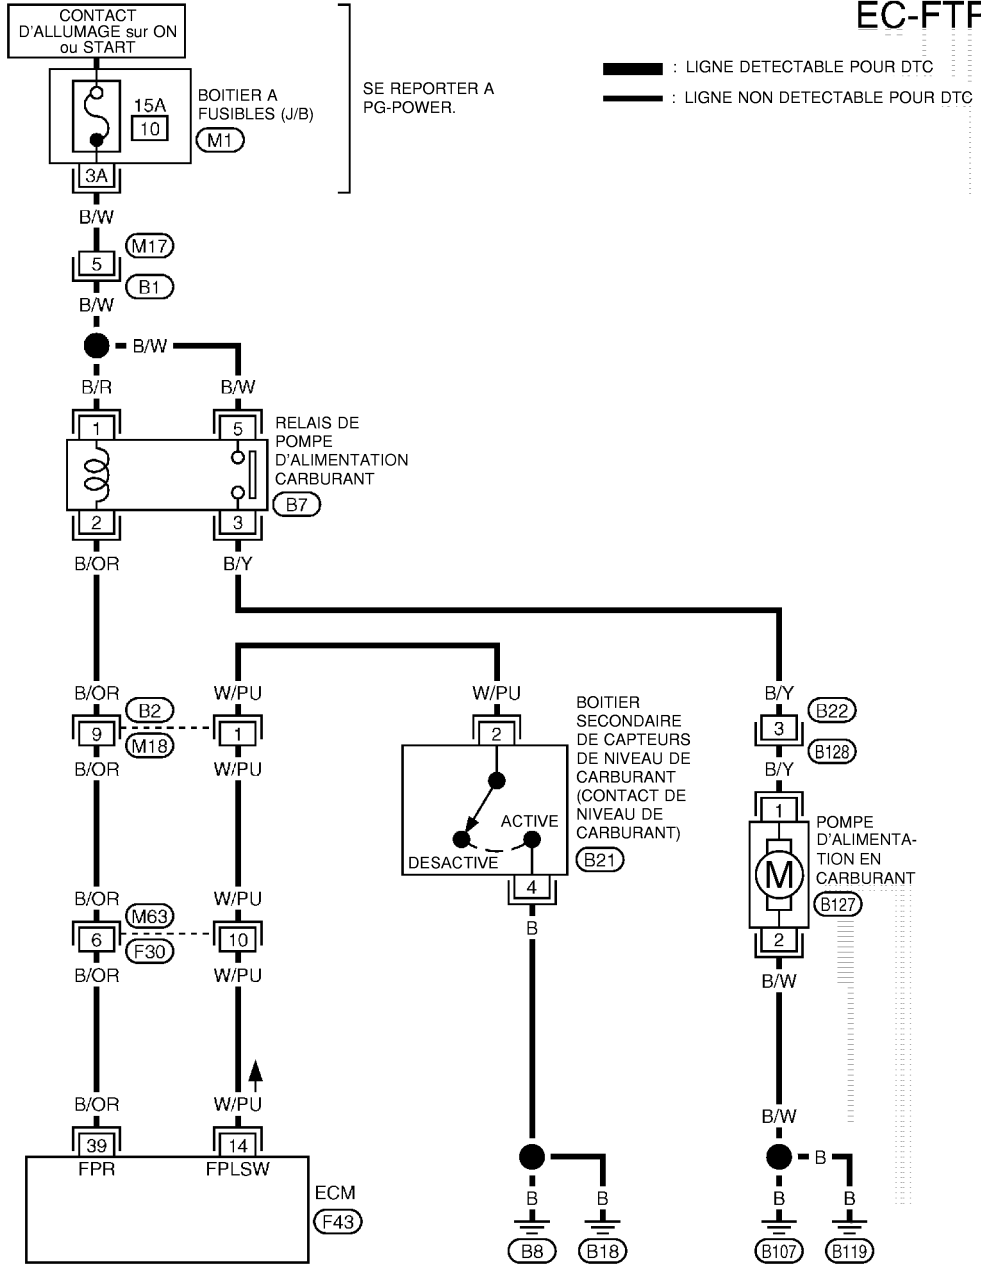 EC-FTF
CONTACT
D'ALLUMAGE sur ON
ou START
: LIGNE DETECTABLE POUR DTC
: LIGNE NON DETECTABLE POUR DTC
SE REPORTER A
PG-POWER.
15A
10
BOITIER A
FUSIBLES (J/B)
M1
3A
B/W
M17
5
B1
B/W
B/W
B/R
B/W
1
5
RELAIS DE
POMPE
D'ALIMENTATION
CARBURANT
B7
2
3
B/OR
B/Y
B/OR
W/PU
W/PU
B/Y
B2
9
1
M18
2
3
B22
B128
B/OR
W/PU
B/Y
BOITIER
SECONDAIRE
DE CAPTEURS
DE NIVEAU DE
CARBURANT
(CONTACT DE
NIVEAU DE
CARBURANT)
B21
ACTIVE
DESACTIVE
4
B
1
M
2
POMPE
D'ALIMENTA-
TION EN
CARBURANT
B127
B/OR
W/PU
M63
6
10
F30
B/OR
W/PU
B/W
B/OR
W/PU
B/W
39
14
FPR
FPLSW
ECM
F43
B
B
B
B
B
B8
B18
B107
B119